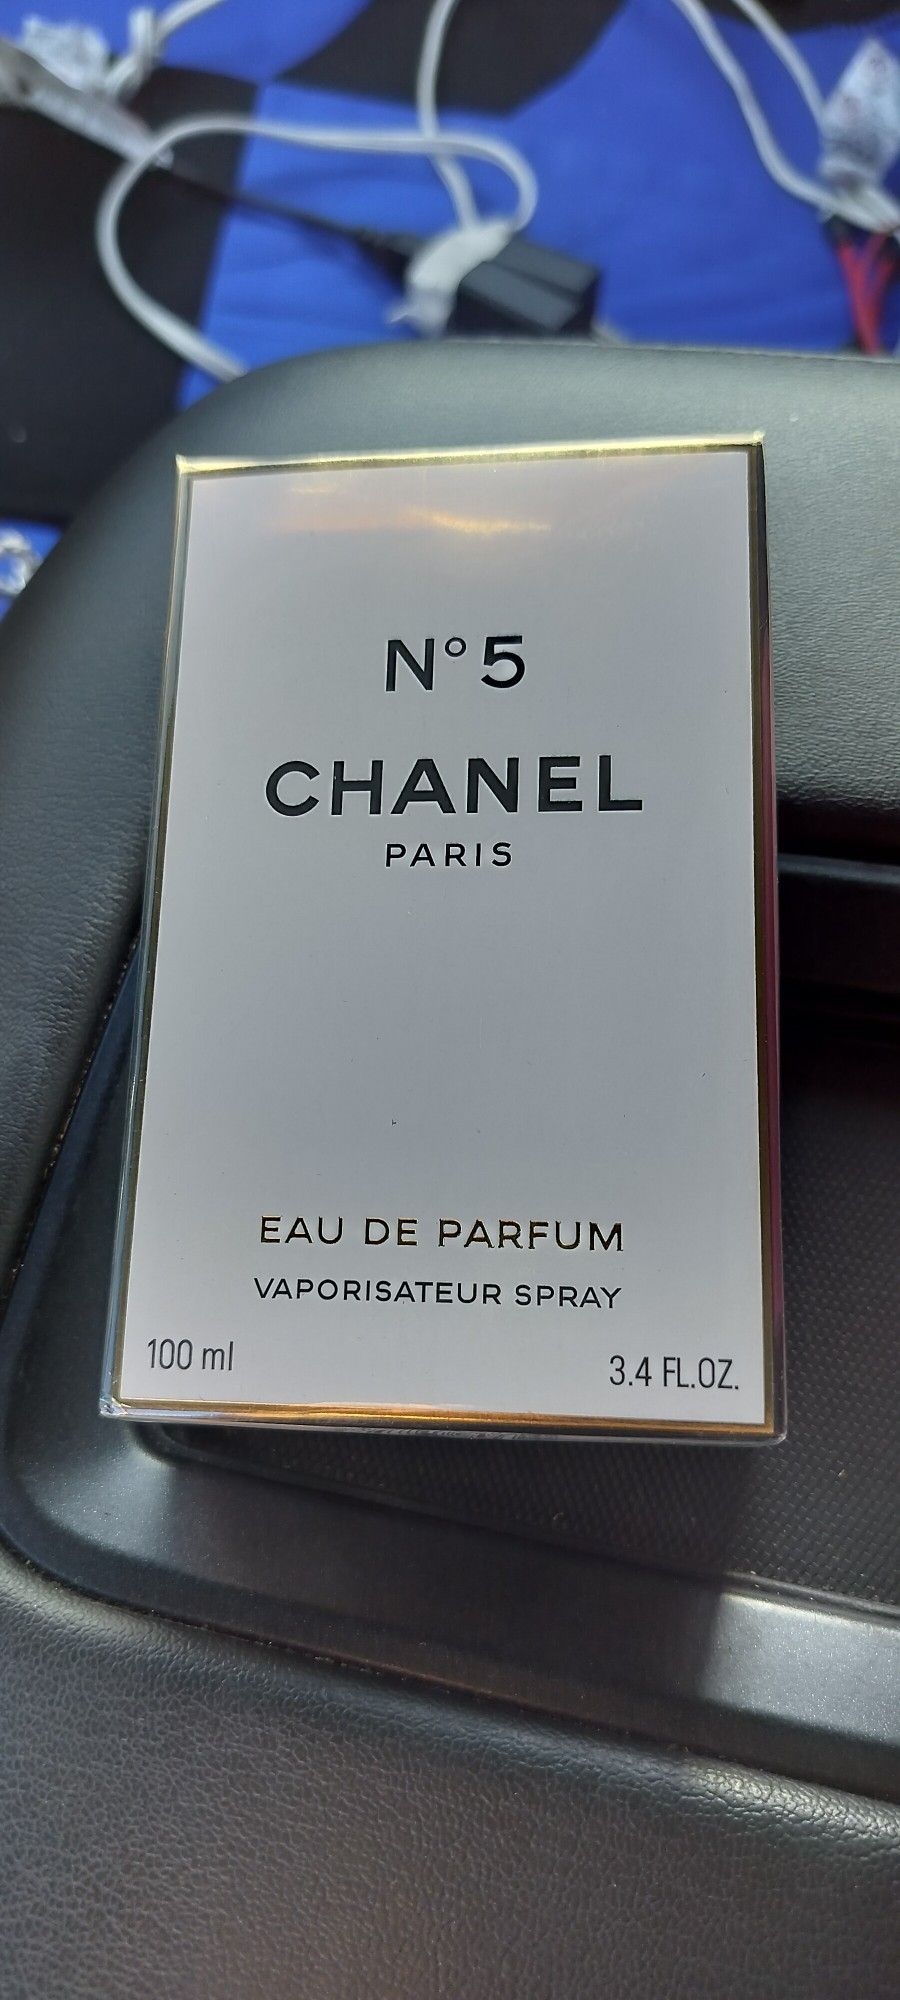 N°5
CHANEL
PARIS
EAU DE PARFUM
VAPORISATEUR SPRAY
100 ml
3.4 FL.OZ.